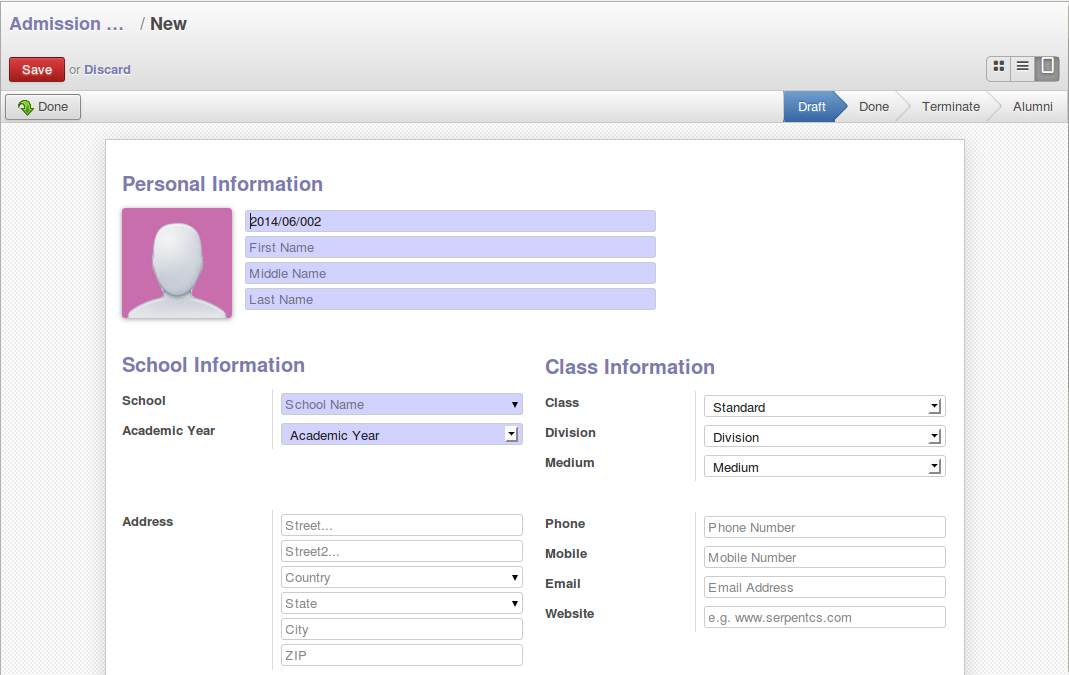 Admission ... / New
Save or Discard
Done
Draft Done Terminate Alumni
Personal Information
2014/06/002
First Name
Middle Name
Last Name
School Information
School School Name
Academic Year Academic Year
Class Information
Class Standard
Division Division
Medium Medium
Address Street...
Street2...
Country
State
City
ZIP
Phone Phone Number
Mobile Mobile Number
Email Email Address
Website e.g. www.serpentcs.com